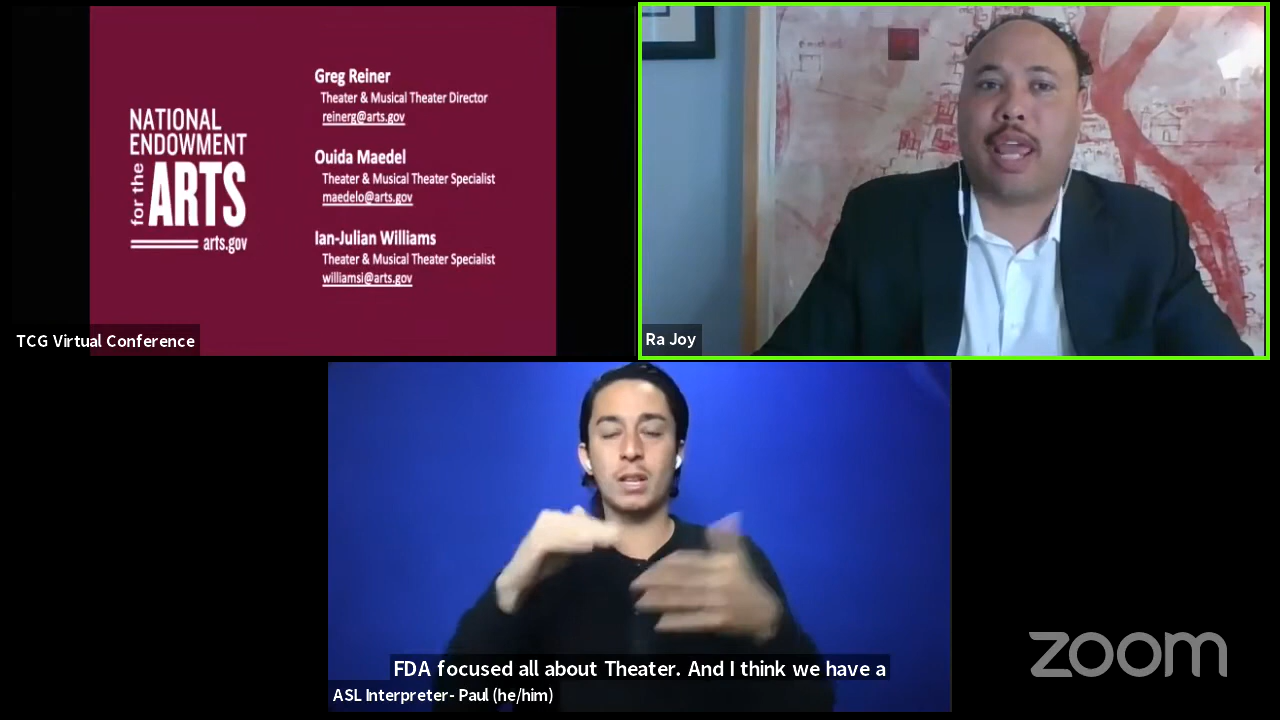 NATIONAL
ENDOWMENT
for the
ARTS
arts.gov
Greg Reiner
Theater & Musical Theater Director
reinerg@arts.gov
Ouida Maedel
Theater & Musical Theater Specialist
maedelo@arts.gov
Ian-Julian Williams
Theater & Musical Theater Specialist
williamsi@arts.gov
TCG Virtual Conference
Ra Joy
FDA focused all about Theater. And I think we have a
ASL Interpreter- Paul (he/him)
zoom